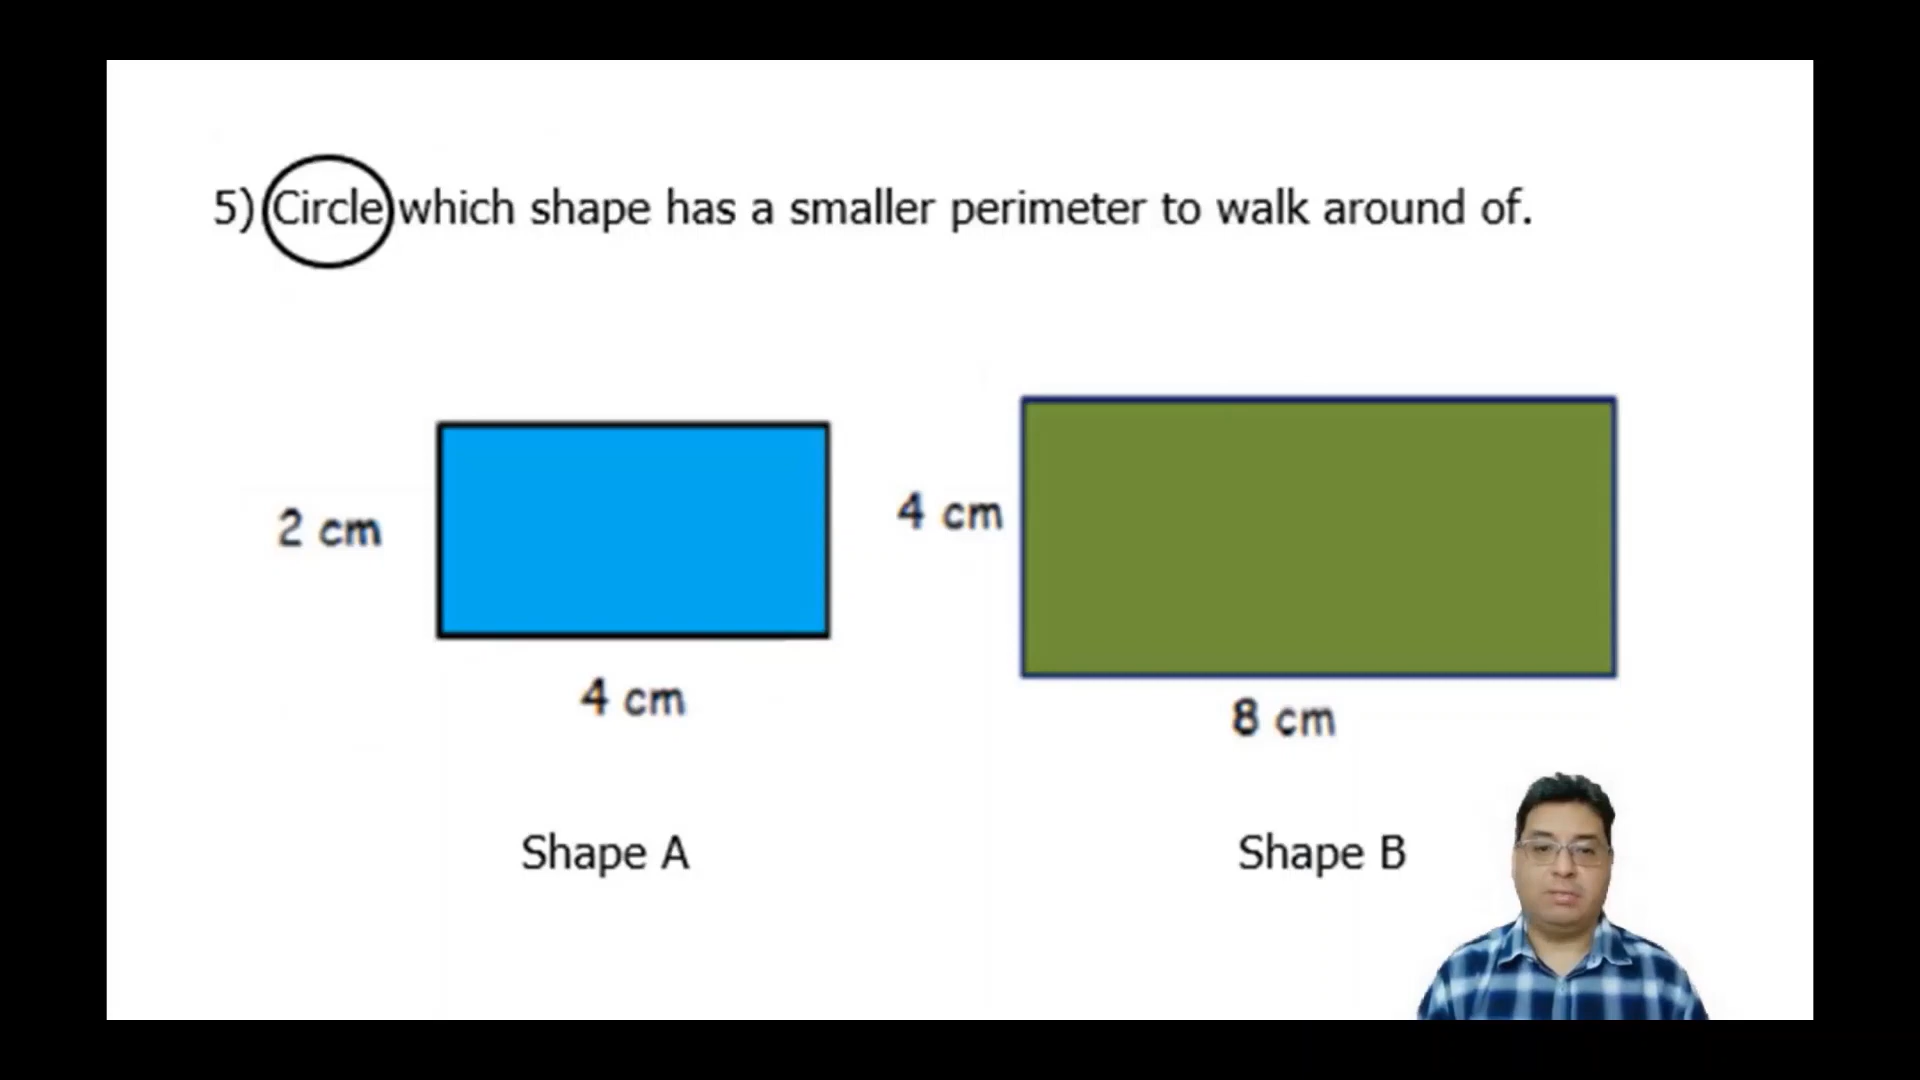 5) Circle which shape has a smaller perimeter to walk around of.
2 cm
4 cm
4 cm
8 cm
Shape A
Shape B